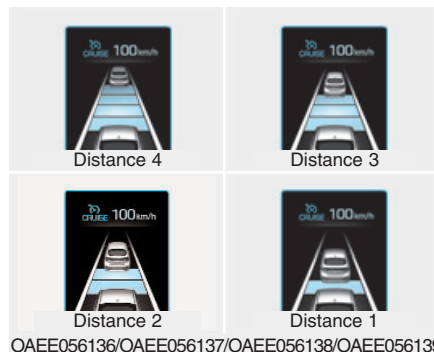 CRUISE 100km/h
CRUISE 100km/h
Distance 4
Distance 3
CRUISE 100km/h
CRUISE 100km/h
Distance 2
Distance 1
OAEE056136/OAEE056137/OAEE056138/OAEE056139